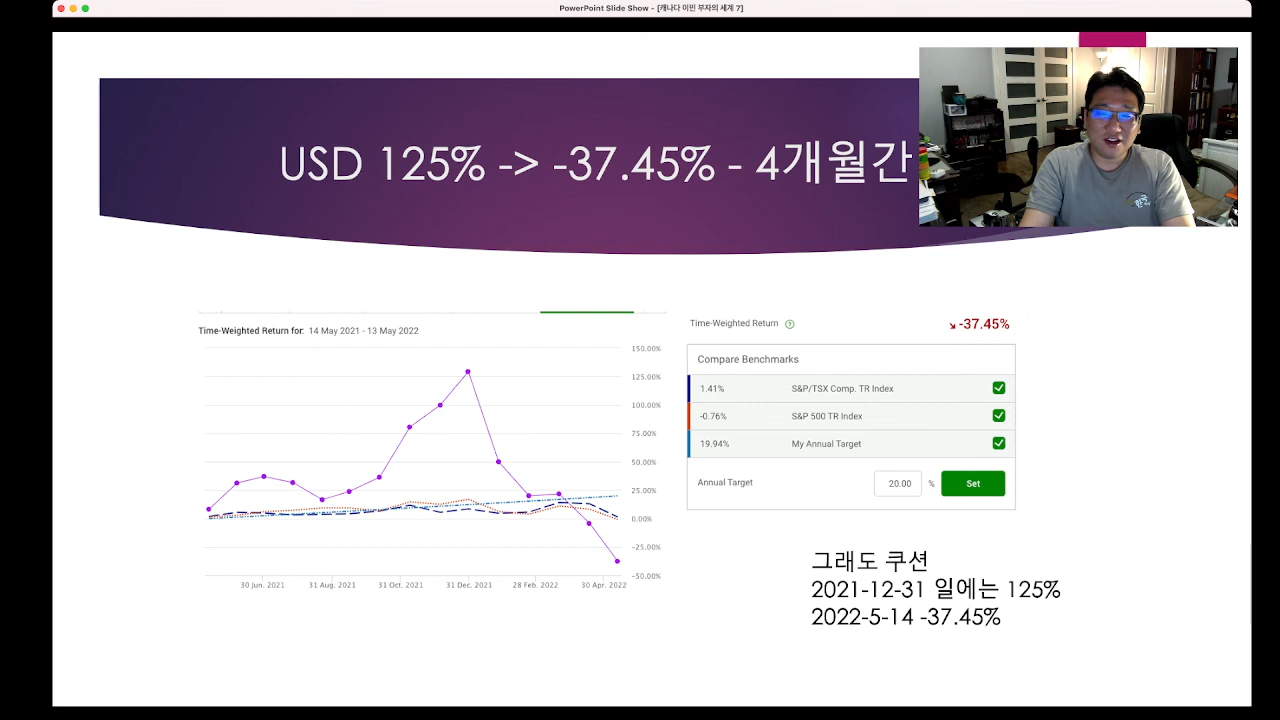 PowerPoint Slide Show - [캐나다 이민 부자의 세계 7]
USD 125% -> -37.45% - 4개월간
한국
Time-Weighted Return for: 14 May 2021 - 13 May 2022
150.00%
125.00%
100.00%
75.00%
50.00%
25.00%
0.00%
-25.00%
-50.00%
30 Jun. 2021 31 Aug. 2021 31 Oct. 2021 31 Dec. 2021 28 Feb. 2022 30 Apr. 2022
Time-Weighted Return ? -37.45%
Compare Benchmarks
1.41% S&P/TSX Comp. TR Index
-0.76% S&P 500 TR Index
19.94% My Annual Target
Annual Target 20.00 % Set
그래도 쿠션
2021-12-31 일에는 125%
2022-5-14 -37.45%